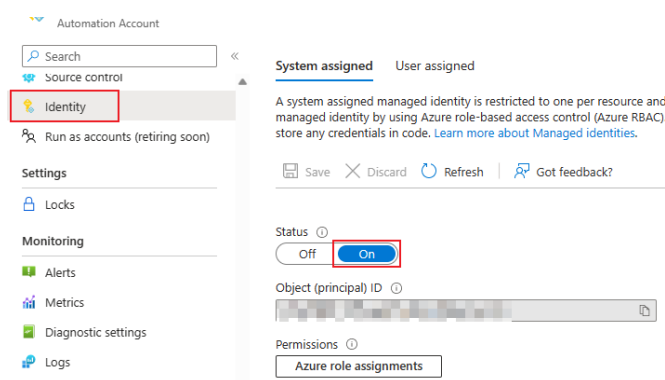 Automation Account
Search
«
Source control
Identity
Run as accounts (retiring soon)
Settings
Locks
Monitoring
Alerts
Metrics
Diagnostic settings
Logs
System assigned User assigned
A system assigned managed identity is restricted to one per resource and
managed identity by using Azure role-based access control (Azure RBAC)
store any credentials in code. Learn more about Managed identities.
Save Discard Refresh Got feedback?
Status
Off On
Object (principal) ID
Permissions
Azure role assignments